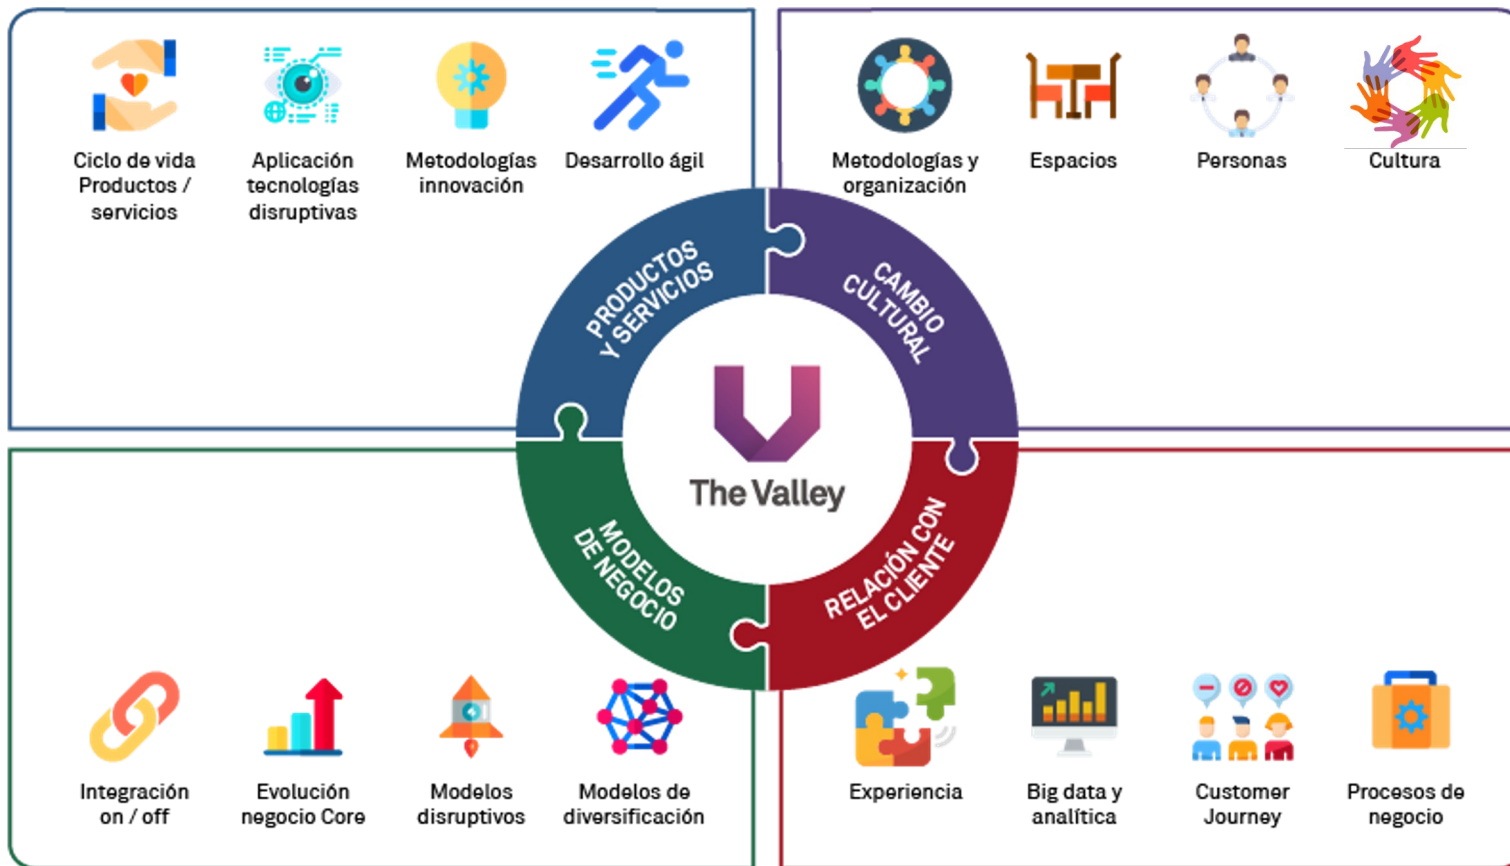 Ciclo de vida
Productos /
servicios
Aplicación
tecnologías
disruptivas
Metodologías
innovación
Desarrollo ágil
Metodologías y
organización
Espacios
Personas
Cultura
PRODUCTOS
Y SERVICIOS
CAMBIO
CULTURAL
The Valley
MODELOS
DE NEGOCIO
RELACIÓN CON
EL CLIENTE
Integración
on / off
Evolución
negocio Core
Modelos
disruptivos
Modelos de
diversificación
Experiencia
Big data y
analítica
Customer
Journey
Procesos de
negocio